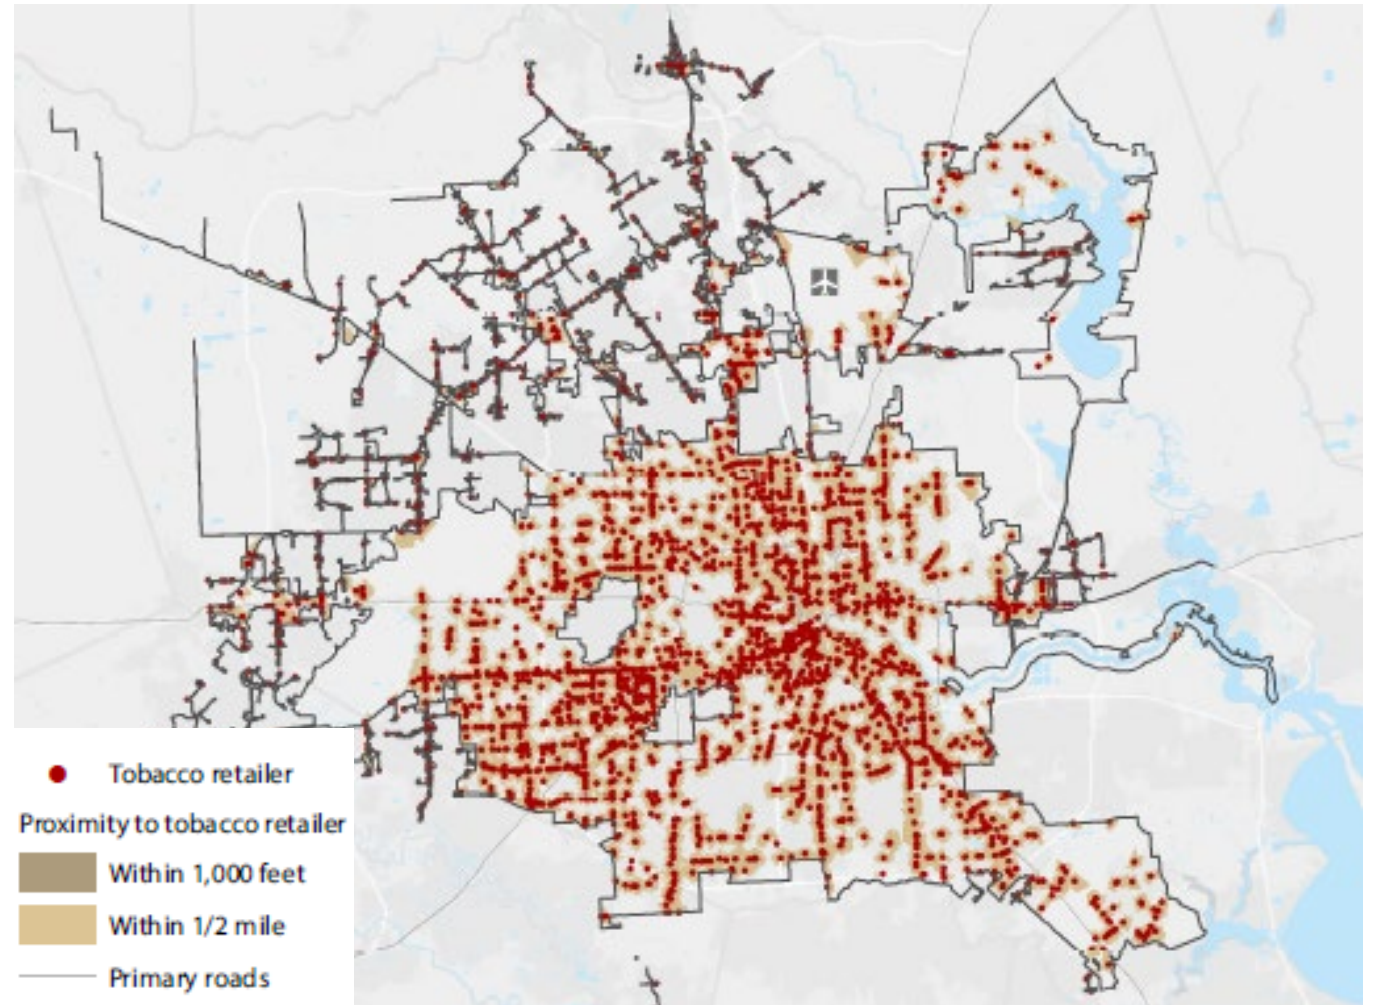 Tobacco retailer
Proximity to tobacco retailer
Within 1,000 feet
Within 1/2 mile
Primary roads